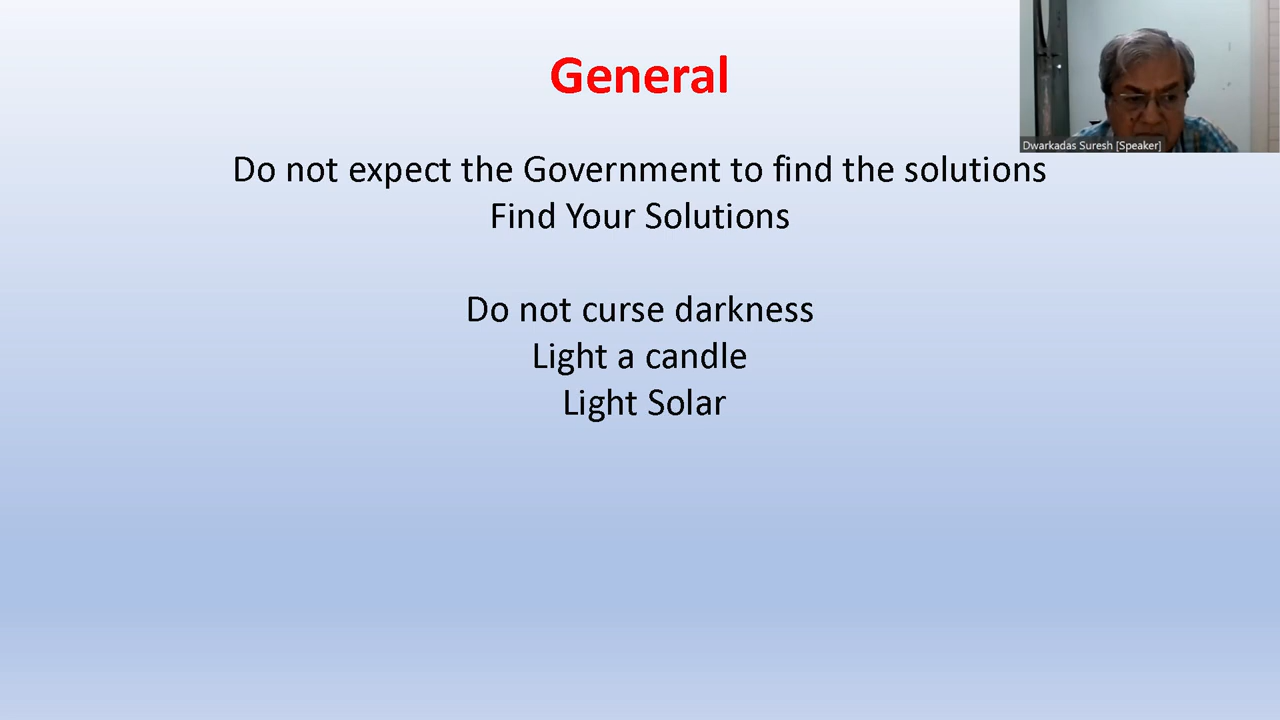 General
Dwarkadas Suresh [Speaker]
Do not expect the Government to find the solutions
Find Your Solutions
Do not curse darkness
Light a candle
Light Solar